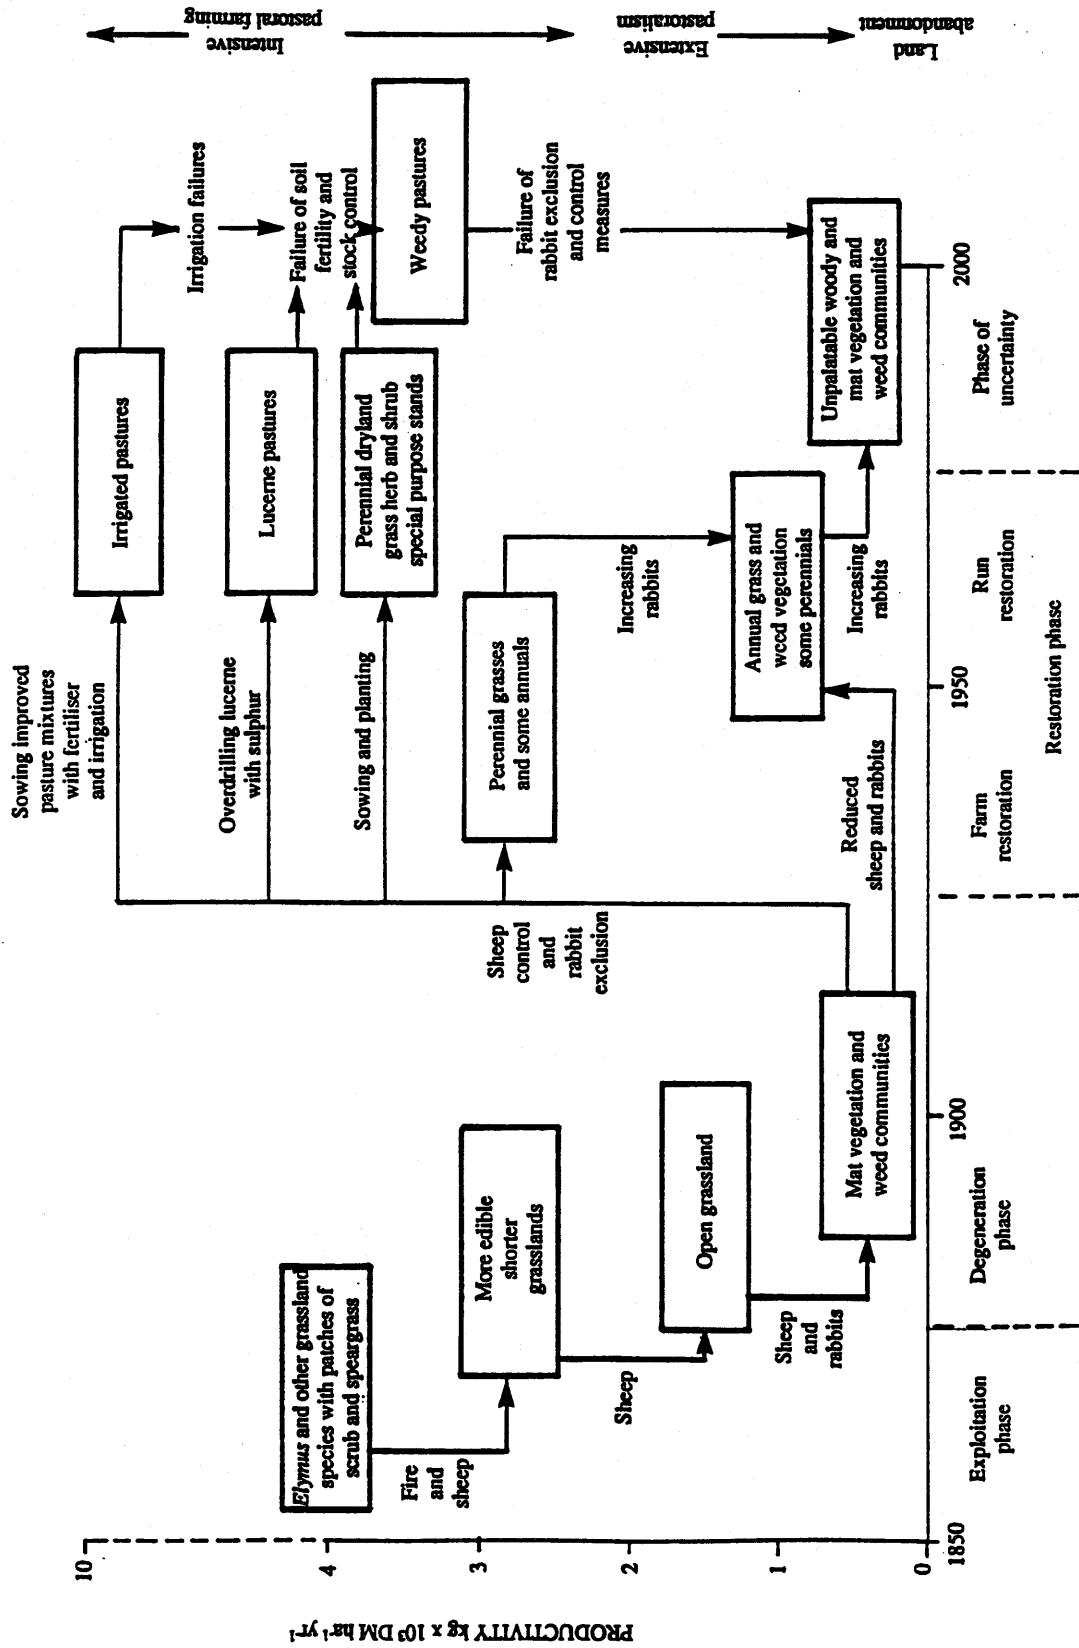 PRODUCTIVITY kg x 10³ DM ha⁻¹ yr⁻¹
10
4
3
2
1
0
Sowing improved
pasture mixtures
with fertiliser
and irrigation
Irrigated pastures
Irrigation failures
Overdrilling lucerne
with sulphur
Lucerne pastures
Failure of soil
fertility and
stock control
Sowing and planting
Perennial dryland
grass herb and shrub
special purpose stands
Weedy pastures
Elymus and other grassland
species with patches of
scrub and speargrass
Fire
and
sheep
More edible
shorter
grasslands
Sheep
Open grassland
Sheep
and
rabbits
Mat vegetation and
weed communities
Sheep
control
and
rabbit
exclusion
Perennial grasses
and some annuals
Increasing
rabbits
Reduced
sheep and rabbits
Annual grass and
weed vegetation
some perennials
Increasing
rabbits
Failure of
rabbit exclusion
and control
measures
Unpalatable woody and
mat vegetation and
weed communities
Intensive
pastoral farming
Extensive
pastoralism
Land
abandonment
1850
1900
1950
2000
Exploitation
phase
Degeneration
phase
Farm
restoration
Run
restoration
Phase of
uncertainty
Restoration phase